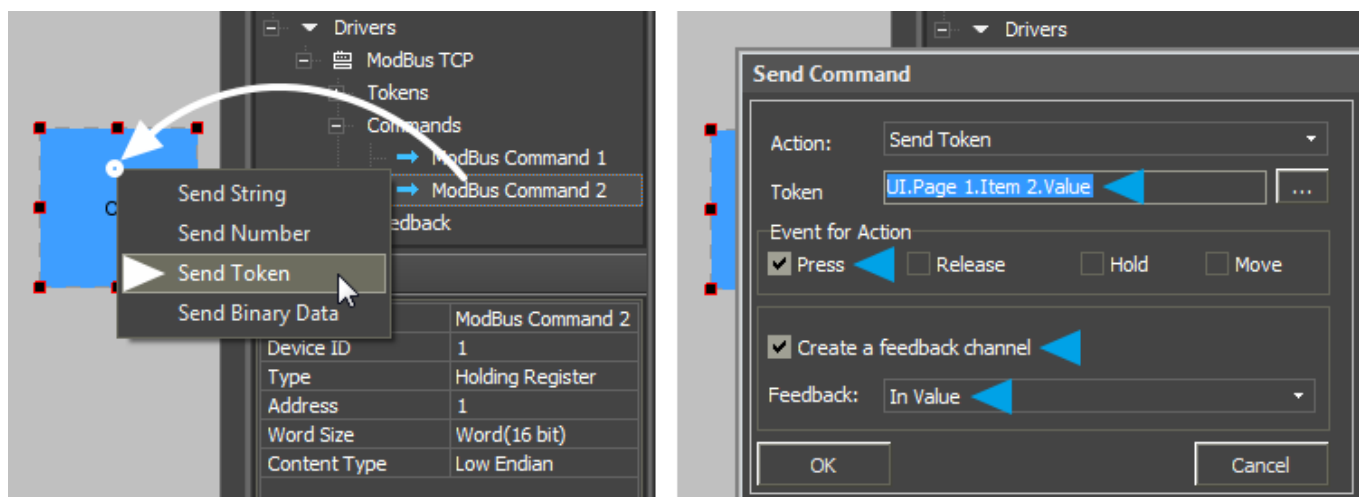 Drivers
ModBus TCP
Tokens
Commands
ModBus Command 1
ModBus Command 2
Send String
Send Number
Send Token
Send Binary Data
ModBus Command 2
Device ID 1
Type Holding Register
Address 1
Word Size Word(16 bit)
Content Type Low Endian
Drivers
Send Command
Action: Send Token
Token UI.Page 1.Item 2.Value ...
Event for Action
Press Release Hold Move
Create a feedback channel
Feedback: In Value
OK Cancel